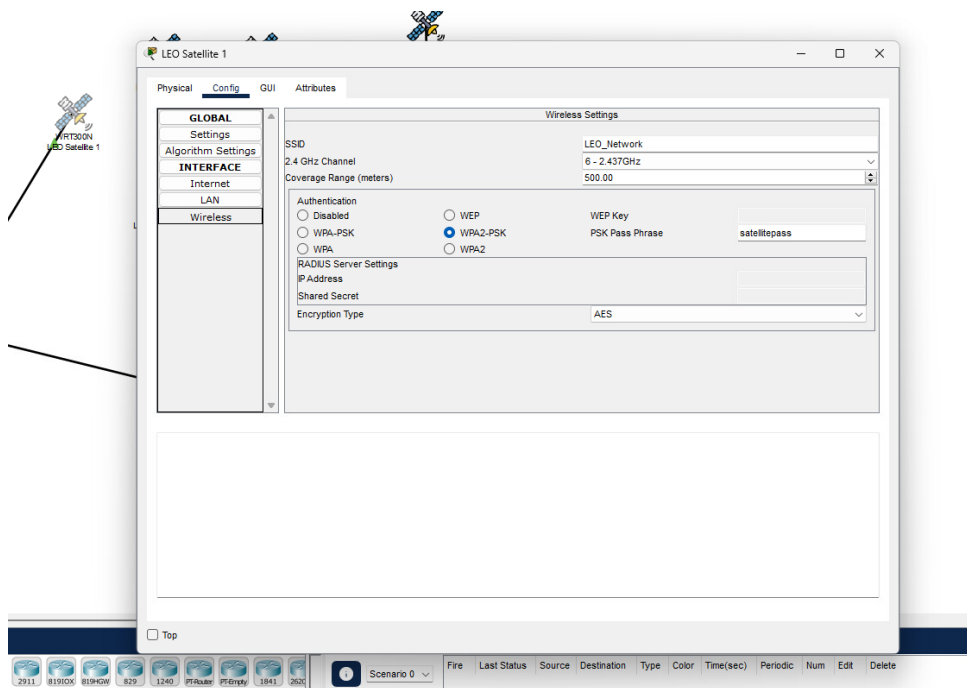 LEO Satellite 1
Physical Config GUI Attributes
WRT300N
LEO Satellite 1
GLOBAL
Settings
Algorithm Settings
INTERFACE
Internet
LAN
Wireless
Wireless Settings
SSID LEO_Network
2.4 GHz Channel 6 - 2.437GHz
Coverage Range (meters) 500.00
Authentication
Disabled WEP WEP Key
WPA-PSK WPA2-PSK PSK Pass Phrase satellitepass
WPA WPA2
RADIUS Server Settings
IP Address
Shared Secret
Encryption Type AES
Top
2911 819IOX 819HGW 829 1240 PT-Router PT-Empty 1841
Scenario 0
Fire Last Status Source Destination Type Color Time(sec) Periodic Num Edit Delete